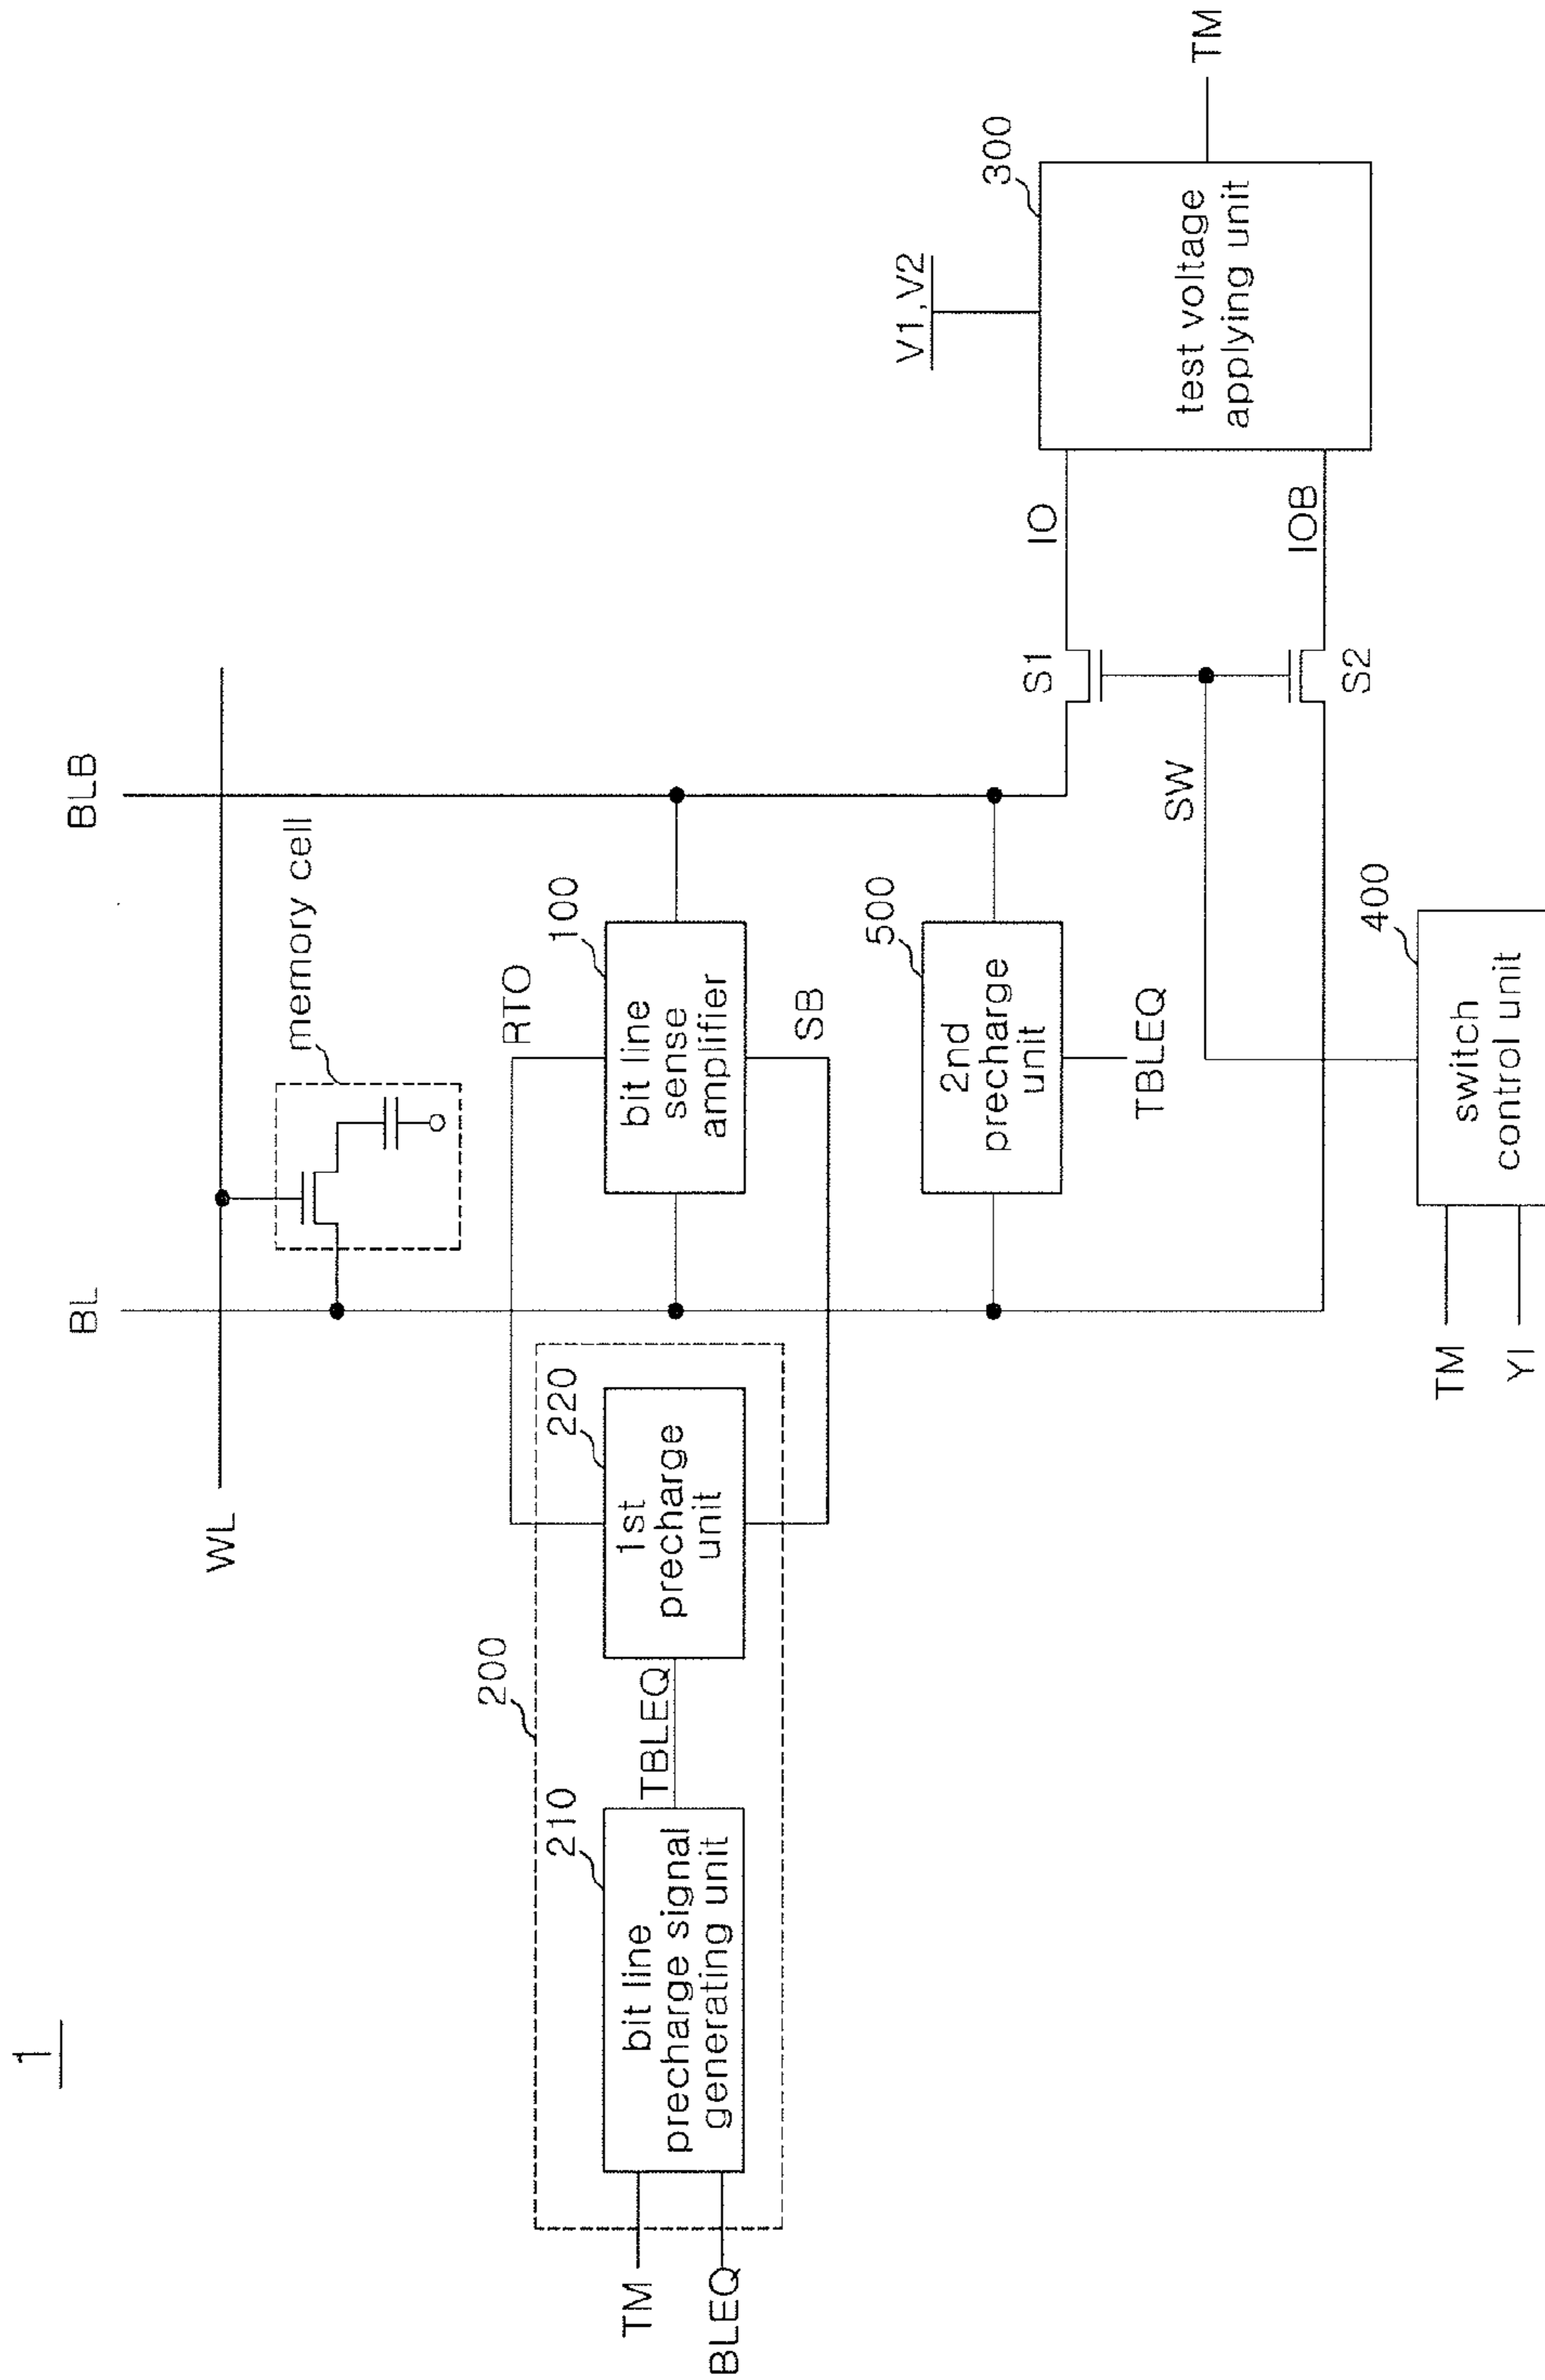 1
BL
BLB
WL
memory cell
RTO
100
bit line
sense
amplifier
SB
200
210
bit line
precharge signal
generating unit
TM
BLEQ
TBLEQ
220
1st
precharge
unit
500
2nd
precharge
unit
TBLEQ
V1,V2
300
test voltage
applying unit
TM
IO
IOB
S1
S2
SW
400
switch
control unit
TM
YI